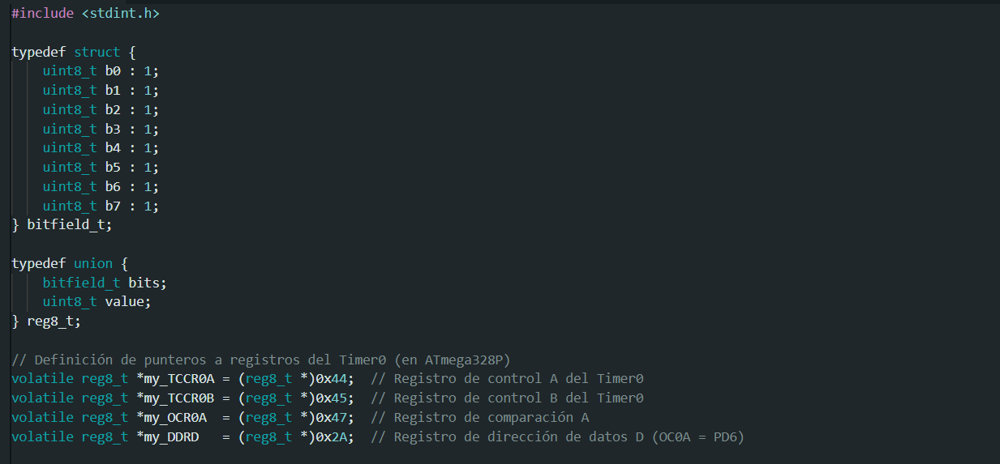 #include <stdint.h>
typedef struct {
uint8_t b0 : 1;
uint8_t b1 : 1;
uint8_t b2 : 1;
uint8_t b3 : 1;
uint8_t b4 : 1;
uint8_t b5 : 1;
uint8_t b6 : 1;
uint8_t b7 : 1;
} bitfield_t;
typedef union {
bitfield_t bits;
uint8_t value;
} reg8_t;
// Definición de punteros a registros del Timer0 (en ATmega328P)
volatile reg8_t *my_TCCR0A = (reg8_t *)0x44;  // Registro de control A del Timer0
volatile reg8_t *my_TCCR0B = (reg8_t *)0x45;  // Registro de control B del Timer0
volatile reg8_t *my_OCR0A  = (reg8_t *)0x47;  // Registro de comparación A
volatile reg8_t *my_DDRD   = (reg8_t *)0x2A;  // Registro de dirección de datos D (OC0A = PD6)